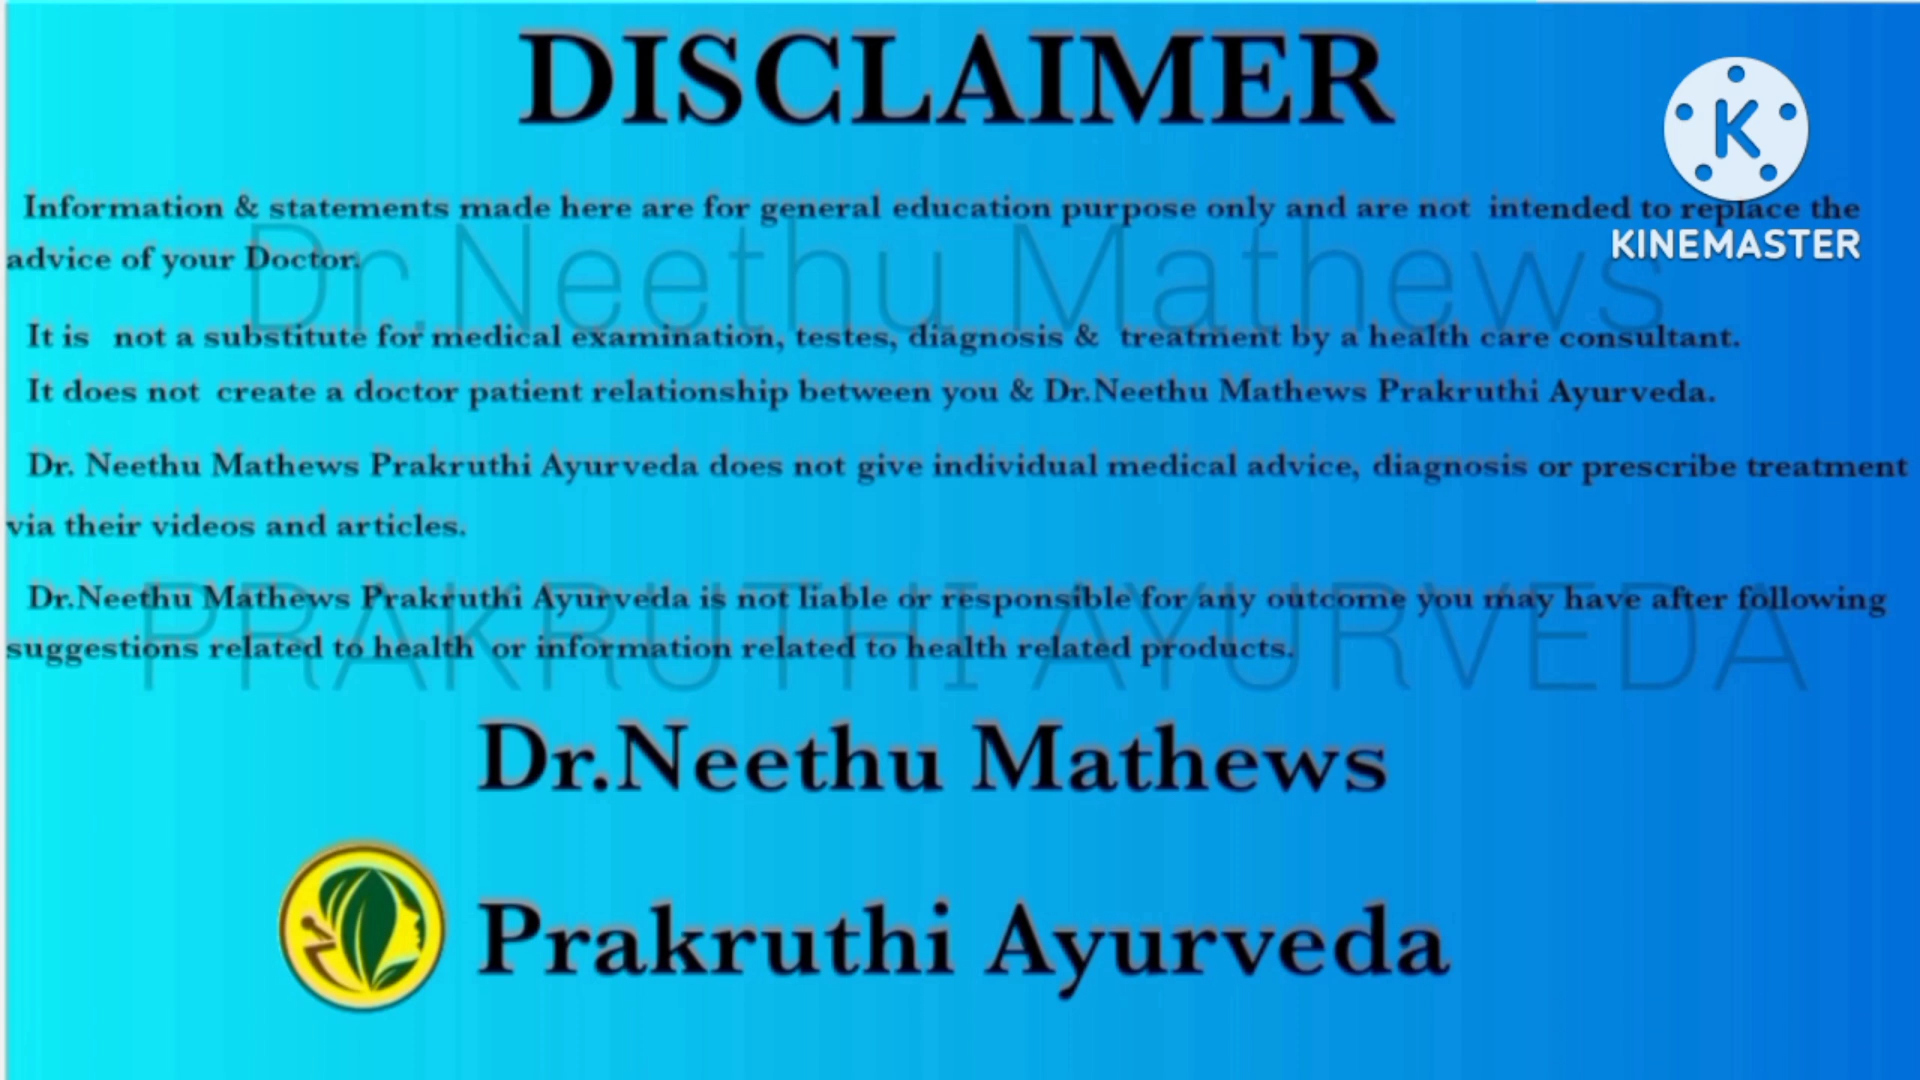 DISCLAIMER
K
Information & statements made here are for general education purpose only and are not intended to replace the
KINEMASTER
advice of your Doctor.
Dr.Neethu Mathews
It is not a substitute for medical examination, testes, diagnosis & treatment by a health care consultant.
It does not create a doctor patient relationship between you & Dr.Neethu Mathews Prakruthi Ayurveda.
Dr. Neethu Mathews Prakruthi Ayurveda does not give individual medical advice, diagnosis or prescribe treatment
via their videos and articles.
Dr.Neethu Mathews Prakruthi Ayurveda is not liable or responsible for any outcome you may have after following
suggestions related to health or information related to health related products.
PRAKRUTHI AYURVEDA
Dr.Neethu Mathews
Prakruthi Ayurveda